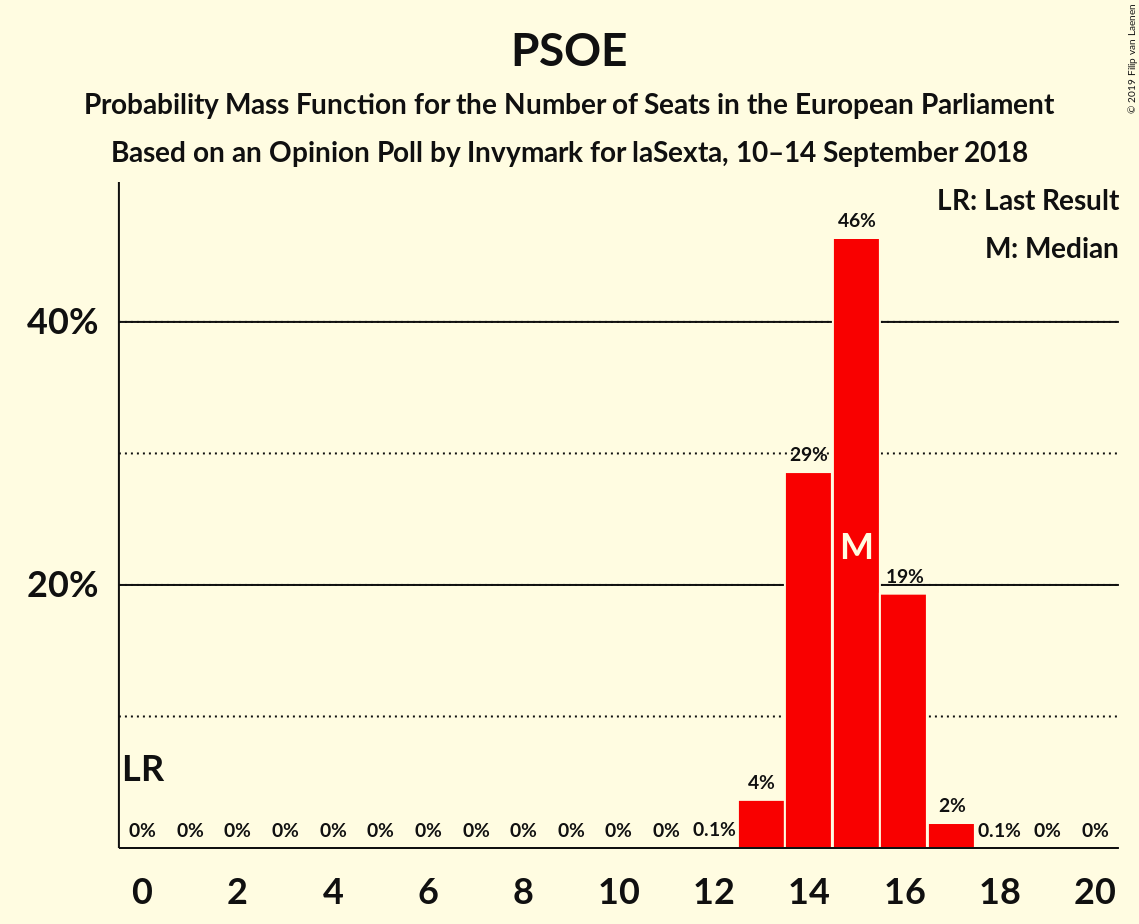 PSOE
Probability Mass Function for the Number of Seats in the European Parliament
Based on an Opinion Poll by Invymark for laSexta, 10–14 September 2018
© 2019 Filip van Laenen
LR: Last Result
M: Median
46%
40%
29%
M
20%
19%
LR
4%
2%
0% 0% 0% 0% 0% 0% 0% 0% 0% 0% 0% 0% 0.1% 0.1% 0% 0%
0 2 4 6 8 10 12 14 16 18 20